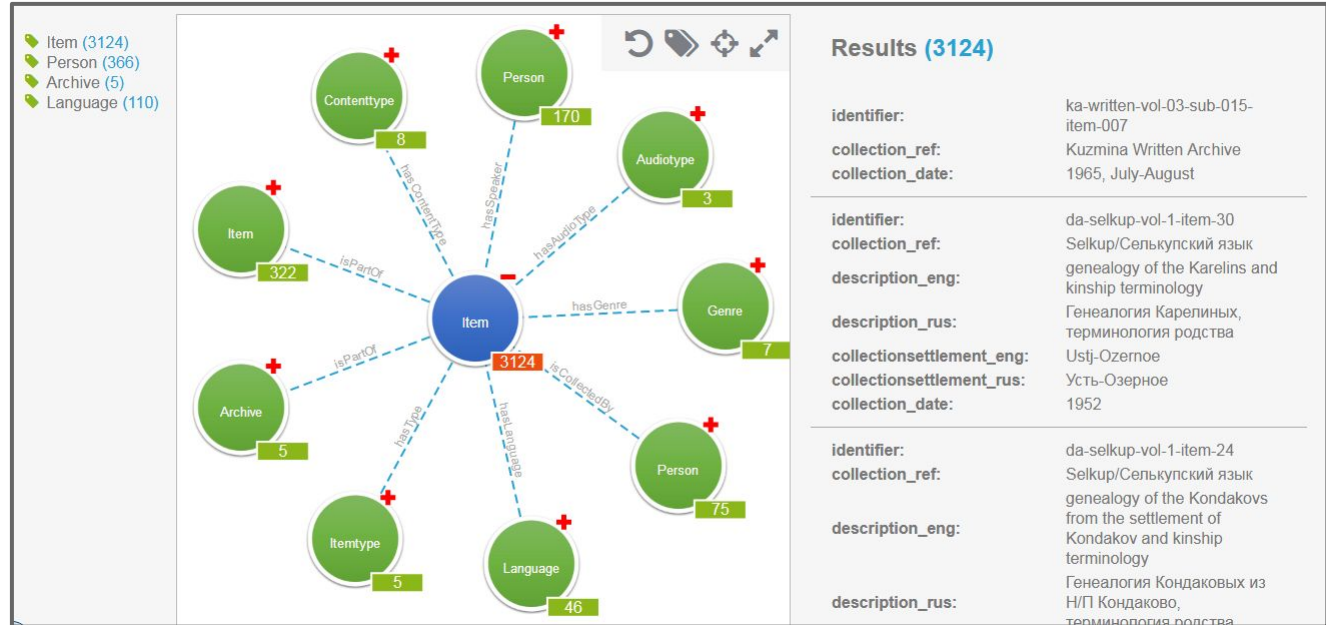 Item (3124)
Person (366)
Archive (5)
Language (110)
Person
170
Contenttype
8
Audiotype
3
Item
322
Genre
7
Item
3124
Archive
5
Person
75
Itemtype
5
Language
46
hasContentType
hasSpeaker
hasAudioType
isPartOf
hasGenre
isPartOf
isCollectedBy
hasType
hasLanguage
Results (3124)
identifier: ka-written-vol-03-sub-015-
item-007
collection_ref: Kuzmina Written Archive
collection_date: 1965, July-August
identifier: da-selkup-vol-1-item-30
collection_ref: Selkup/Селькупский язык
description_eng: genealogy of the Karelins and
kinship terminology
description_rus: Генеалогия Карелиных,
терминология родства
collectionsettlement_eng: Ustj-Ozernoe
collectionsettlement_rus: Усть-Озерное
collection_date: 1952
identifier: da-selkup-vol-1-item-24
collection_ref: Selkup/Селькупский язык
description_eng: genealogy of the Kondakovs
from the settlement of
Kondakov and kinship
terminology
description_rus: Генеалогия Кондаковых из
Н/П Кондаково,
терминология родства